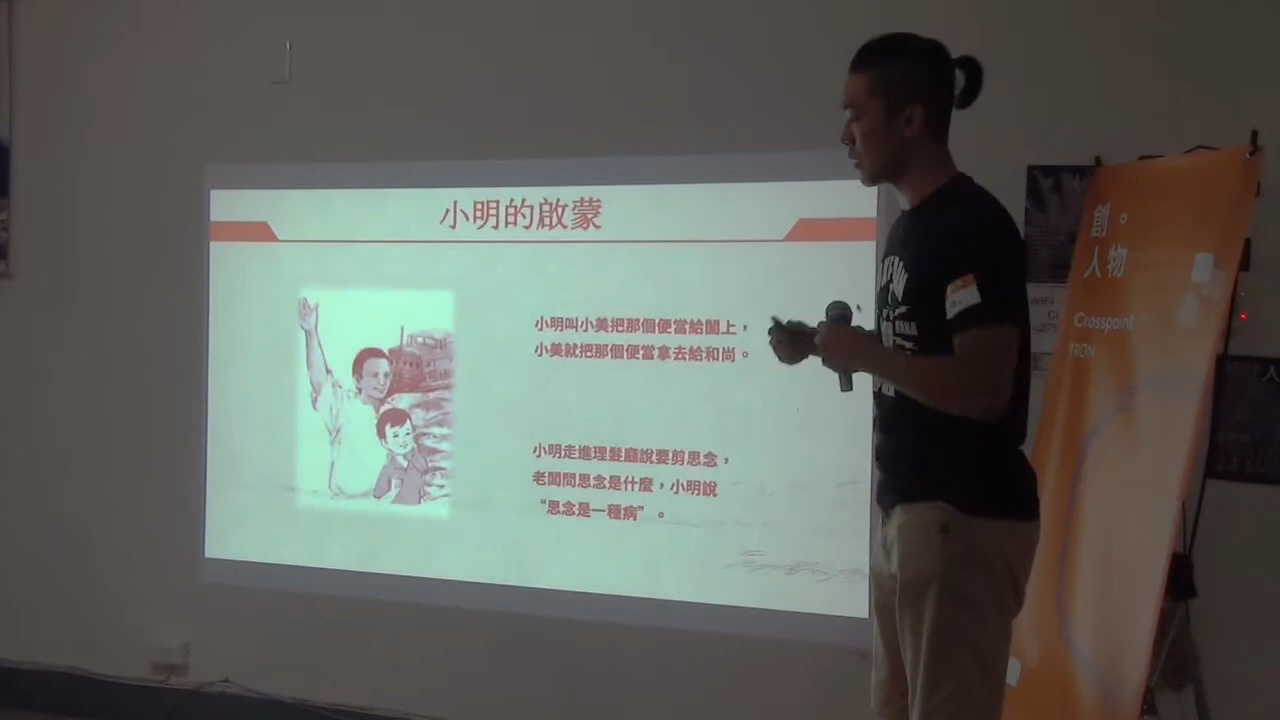 小明的啟蒙
小明叫小美把那個便當給闔上，
小美就把那個便當拿去給和尚。
小明走進理髮廳說要剪思念，
老闆問思念是什麼，小明說
“思念是一種病”。
創。
人物
Crosspoint
WIFI